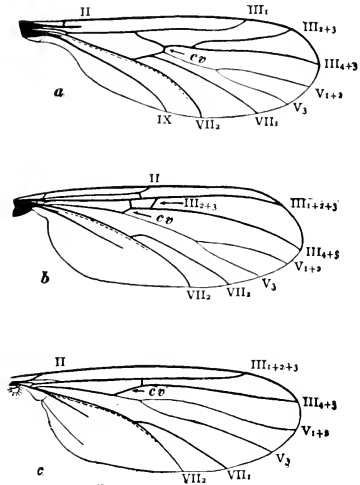 II III₁
III₂₊₃
cv
III₄₊₅
a
V₁₊₂
V₃
IX VII₂ VII₁
II
III₂₊₃ III₁₊₂₊₃
cv
III₄₊₅
b
V₁₊₂
V₃
VII₂ VII₁
II III₁₊₂₊₃
cv
III₄₊₅
V₁₊₂
V₃
c
VII₂ VII₁